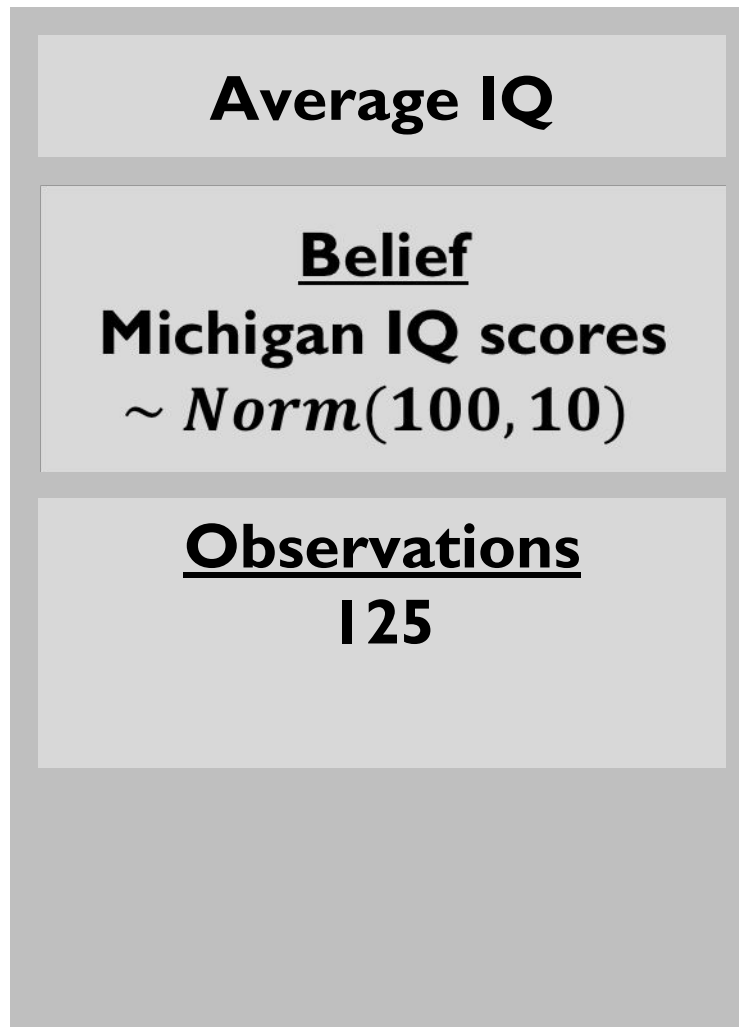 Average IQ
Belief
Michigan IQ scores
~ Norm(100, 10)
Observations
125